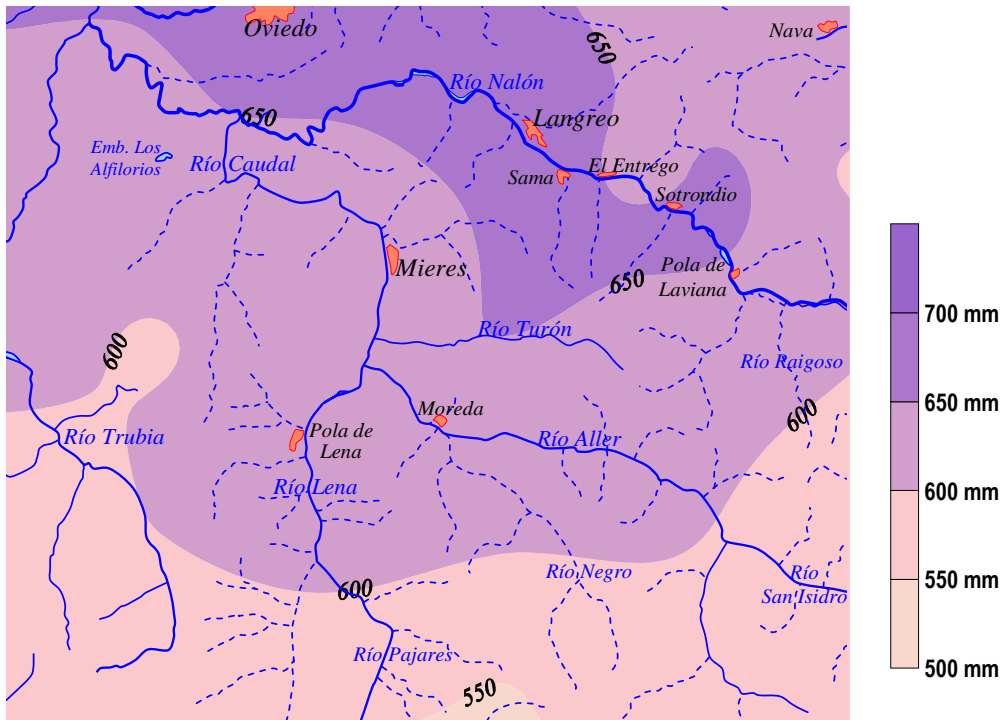 Oviedo
Nava
650
Río Nalón
650
Langreo
Emb. Los
Alfilorios
Río Caudal
El Entrego
Sama
Sotrondio
Mieres
Pola de
Laviana
650
Río Turón
600
Río Raigoso
Moreda
600
Río Trubia
Pola de
Lena
Río Aller
Río Lena
600
Río Negro
Río
San Isidro
Río Pajares
550
700 mm
650 mm
600 mm
550 mm
500 mm